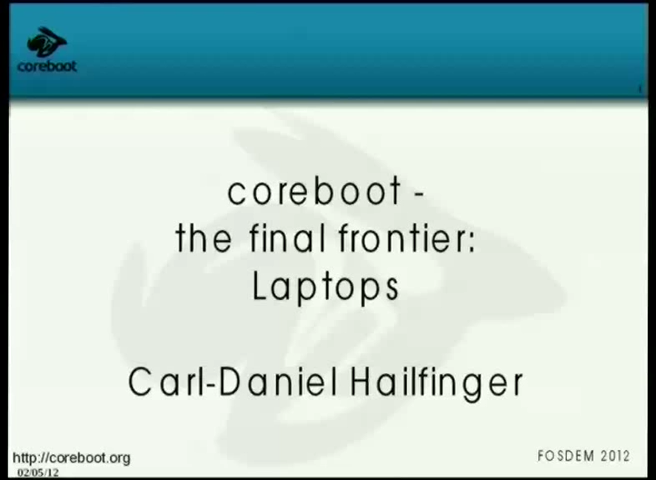 coreboot
coreboot -
the final frontier:
Laptops
Carl-Daniel Hailfinger
http://coreboot.org
02/05/12
FOSDEM 2012